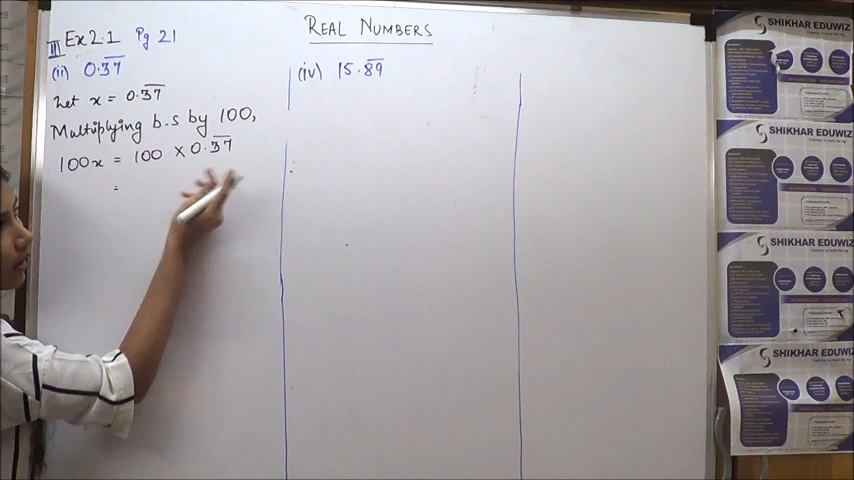 REAL NUMBERS
III Ex 2.1 Pg 21
(ii) 0.3̅7̅
Let x = 0.3̅7̅
Multiplying b.s by 100,
100x = 100 × 0.3̅7̅
=
(iv) 15.8̅9̅
SHIKHAR EDUWIZ
SHIKHAR EDUWIZ
SHIKHAR EDUWIZ
SHIKHAR EDUWIZ